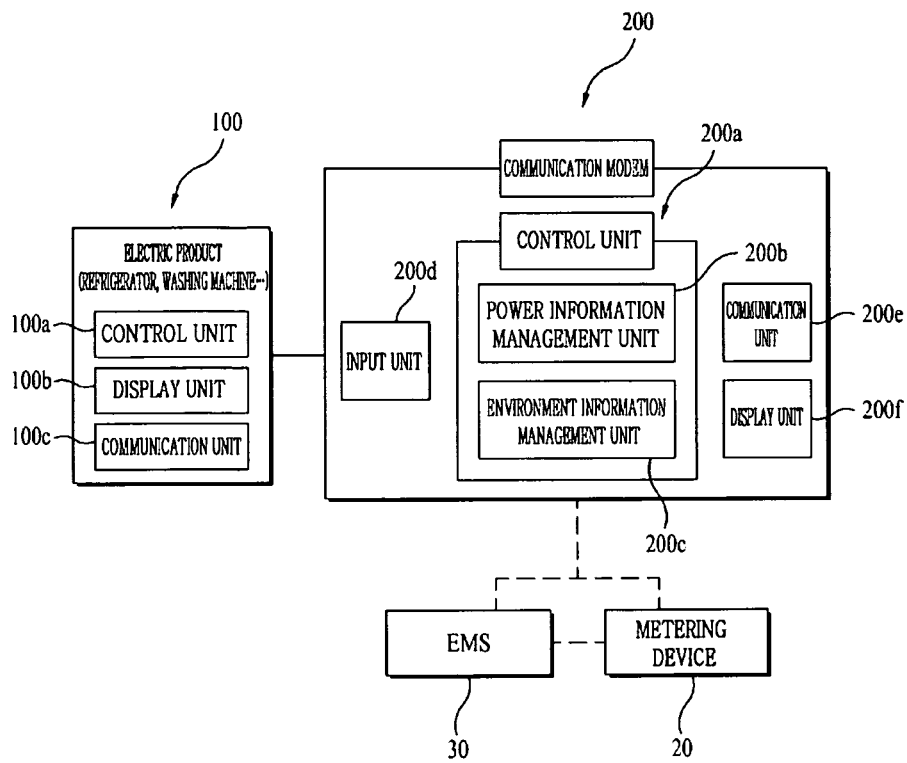 200
100
200a
COMMUNICATION MODEM
ELECTRIC PRODUCT
(REFRIGERATOR, WASHING MACHINE···)
CONTROL UNIT
200d
200b
100a
CONTROL UNIT
POWER INFORMATION
MANAGEMENT UNIT
COMMUNICATION
UNIT
200e
INPUT UNIT
100b
DISPLAY UNIT
ENVIRONMENT INFORMATION
MANAGEMENT UNIT
DISPLAY UNIT
200f
100c
COMMUNICATION UNIT
200c
EMS
METERING
DEVICE
30
20